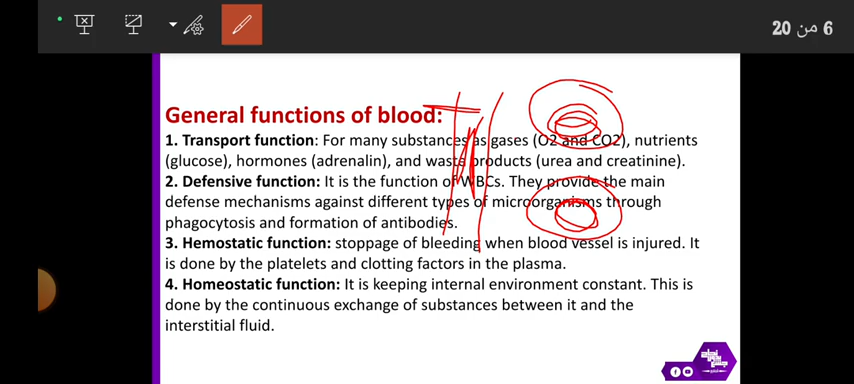 6 من 20
General functions of blood:
1. Transport function: For many substances as gases (O2 and CO2), nutrients
(glucose), hormones (adrenalin), and waste products (urea and creatinine).
2. Defensive function: It is the function of WBCs. They provide the main
defense mechanisms against different types of microorganisms through
phagocytosis and formation of antibodies.
3. Hemostatic function: stoppage of bleeding when blood vessel is injured. It
is done by the platelets and clotting factors in the plasma.
4. Homeostatic function: It is keeping internal environment constant. This is
done by the continuous exchange of substances between it and the
interstitial fluid.